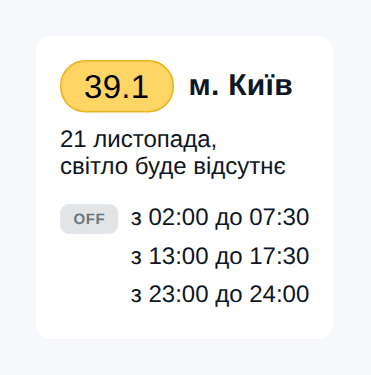 39.1 м. Київ
21 листопада,
світло буде відсутнє
OFF з 02:00 до 07:30
з 13:00 до 17:30
з 23:00 до 24:00